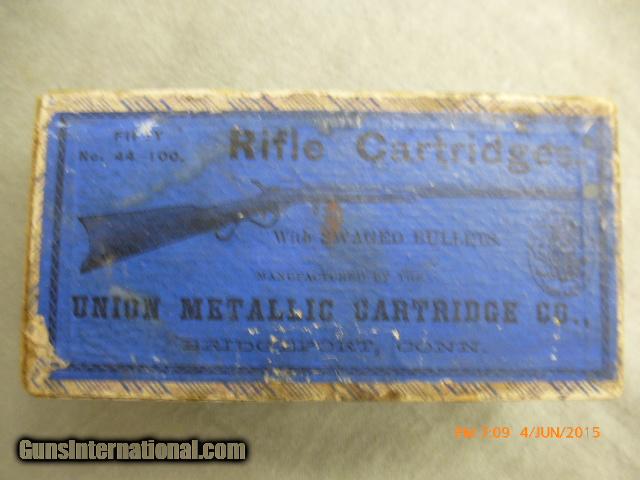 FIFTY
No. 44-100.
Rifle Cartridges.
With SWAGED BULLETS.
MANUFACTURED BY THE
UNION METALLIC CARTRIDGE CO.,
BRIDGEPORT, CONN.
PM 7:09 4/JUN/2015
GunsInternational.com